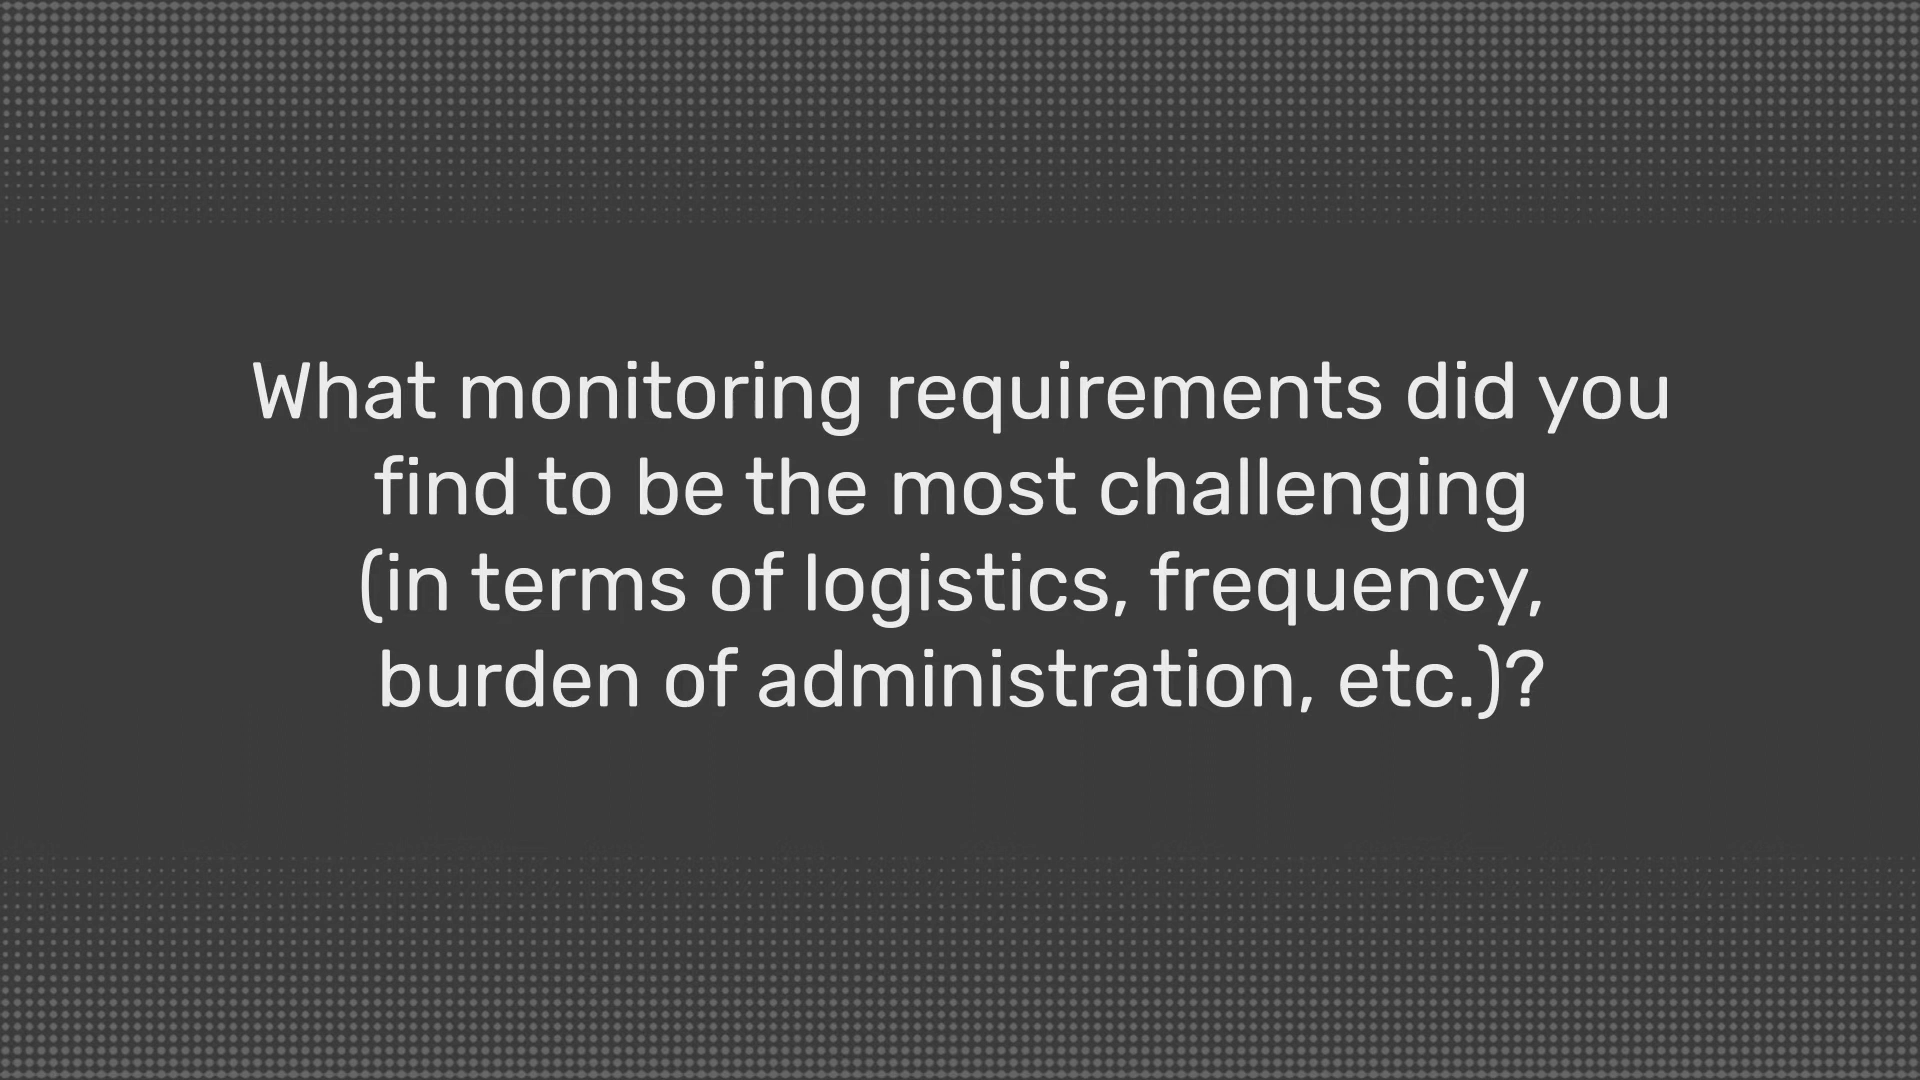 What monitoring requirements did you
find to be the most challenging
(in terms of logistics, frequency,
burden of administration, etc.)?